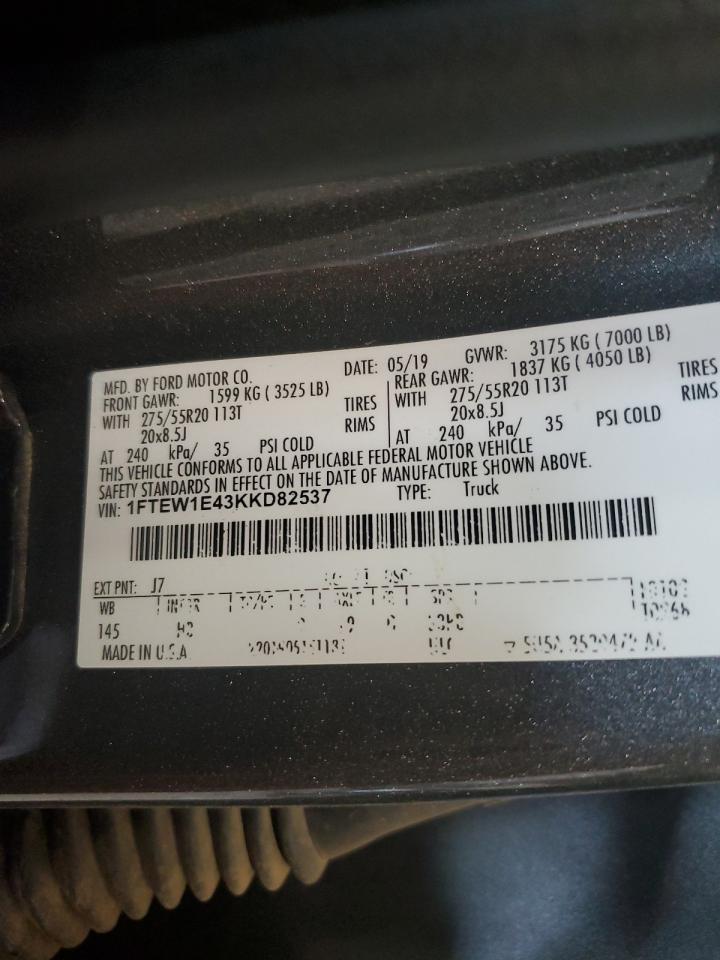 MFD. BY FORD MOTOR CO. DATE: 05/19 GVWR: 3175 KG ( 7000 LB)
FRONT GAWR: 1599 KG ( 3525 LB) REAR GAWR: 1837 KG ( 4050 LB)
WITH 275/55R20 113T TIRES WITH 275/55R20 113T TIRES
20x8.5J RIMS 20x8.5J RIMS
AT 240 kPa/ 35 PSI COLD AT 240 kPa/ 35 PSI COLD
THIS VEHICLE CONFORMS TO ALL APPLICABLE FEDERAL MOTOR VEHICLE
SAFETY STANDARDS IN EFFECT ON THE DATE OF MANUFACTURE SHOWN ABOVE.
VIN: 1FTEW1E43KKD82537 TYPE: Truck
EXT PNT: J7
WB
145
MADE IN U.S.A